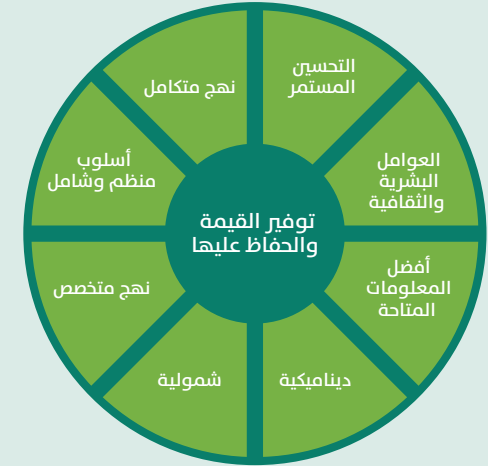 توفير القيمة
والحفاظ عليها
نهج متكامل
أسلوب
منظم وشامل
نهج متخصص
شمولية
ديناميكية
أفضل
المعلومات
المتاحة
العوامل
البشرية
والثقافية
التحسين
المستمر